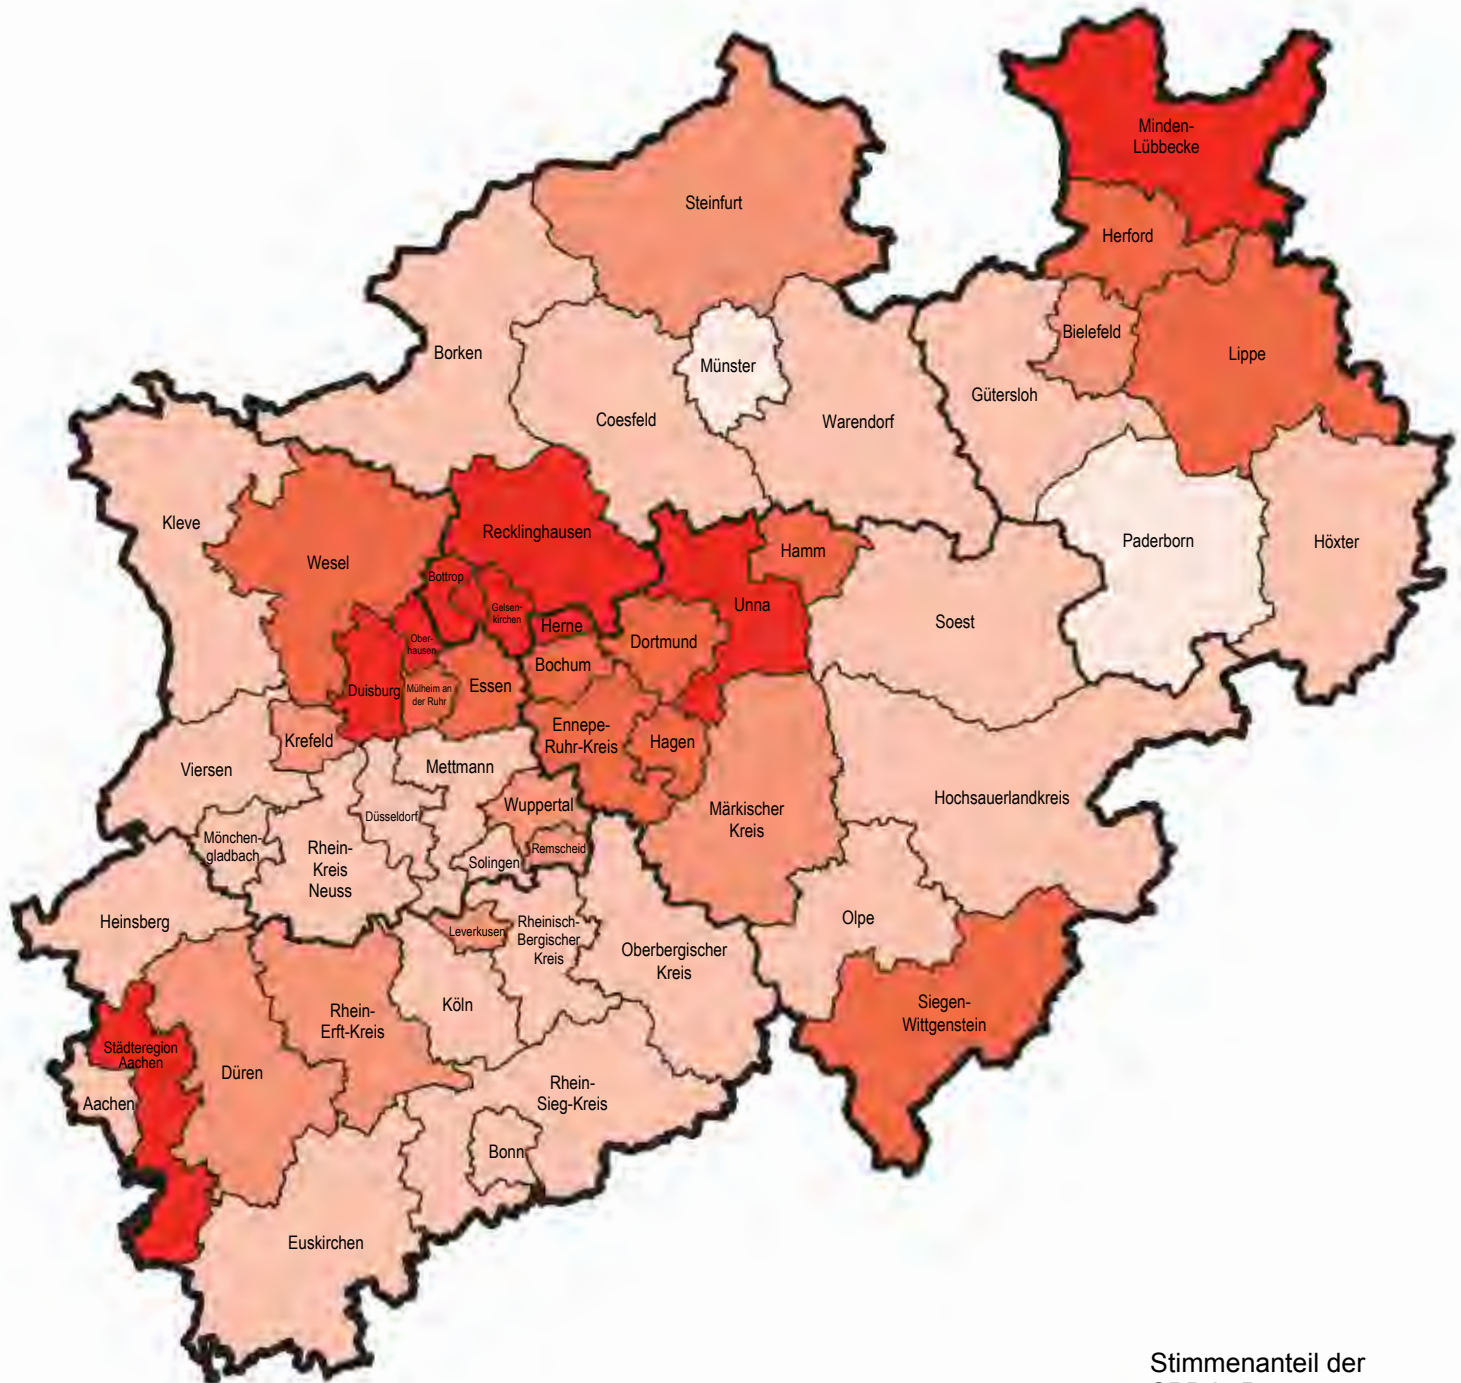 Minden-
Lübbecke
Steinfurt
Herford
Bielefeld
Lippe
Borken
Münster
Gütersloh
Coesfeld
Warendorf
Kleve
Recklinghausen
Paderborn
Höxter
Wesel
Hamm
Bottrop
Gelsen-
kirchen
Unna
Herne
Soest
Ober-
hausen
Dortmund
Bochum
Duisburg
Mülheim an
der Ruhr
Essen
Ennepe-
Ruhr-Kreis
Hagen
Krefeld
Viersen
Mettmann
Hochsauerlandkreis
Wuppertal
Märkischer
Kreis
Düsseldorf
Mönchen-
gladbach
Rhein-
Kreis
Neuss
Solingen
Remscheid
Heinsberg
Olpe
Leverkusen
Rheinisch-
Bergischer
Kreis
Oberbergischer
Kreis
Köln
Siegen-
Wittgenstein
Rhein-
Erft-Kreis
Städteregion
Aachen
Düren
Aachen
Rhein-
Sieg-Kreis
Bonn
Euskirchen
Stimmenanteil der